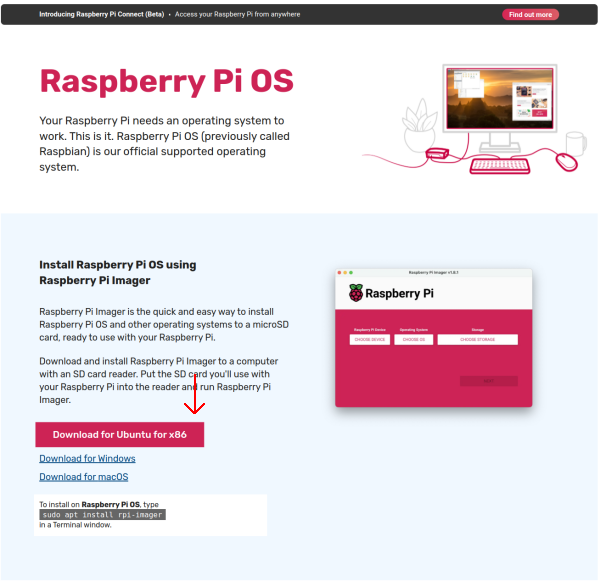 Introducing Raspberry Pi Connect (Beta) • Access your Raspberry Pi from anywhere
Find out more
Raspberry Pi OS
Your Raspberry Pi needs an operating system to
work. This is it. Raspberry Pi OS (previously called
Raspbian) is our official supported operating
system.
Install Raspberry Pi OS using
Raspberry Pi Imager
Raspberry Pi Imager is the quick and easy way to install
Raspberry Pi OS and other operating systems to a microSD
card, ready to use with your Raspberry Pi.
Download and install Raspberry Pi Imager to a computer
with an SD card reader. Put the SD card you'll use with
your Raspberry Pi into the reader and run Raspberry Pi
Imager.
Download for Ubuntu for x86
Download for Windows
Download for macOS
To install on Raspberry Pi OS, type
sudo apt install rpi-imager
in a Terminal window.
Raspberry Pi Imager v1.8.1
Raspberry Pi
Raspberry Pi Device Operating System Storage
CHOOSE DEVICE CHOOSE OS CHOOSE STORAGE